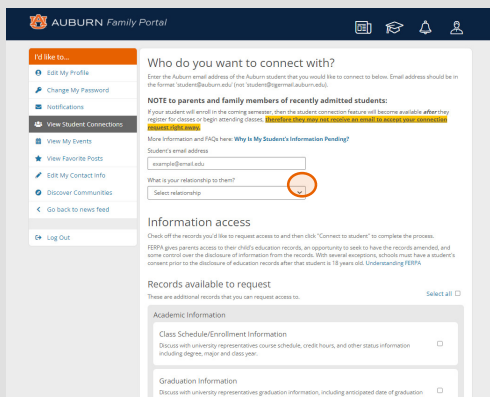 AUBURN Family Portal
I'd like to...
Edit My Profile
Change My Password
Notifications
View Student Connections
View My Events
View Favorite Posts
Edit My Contact Info
Discover Communities
Go back to news feed
Log Out
Who do you want to connect with?
Enter the Auburn email address of the Auburn student that you would like to connect to below. Email address should be in
the format 'student@auburn.edu' (not 'student@tigermail.auburn.edu).
NOTE to parents and family members of recently admitted students:
If your student will enroll in the coming semester, then the student connection feature will become available after they
register for classes or begin attending classes, therefore they may not receive an email to accept your connection
request right away.
More Information and FAQs here: Why Is My Student's Information Pending?
Student's email address
example@email.edu
What is your relationship to them?
Select relationship
Information access
Check off the records you'd like to request access to and then click "Connect to student" to complete the process.
FERPA gives parents access to their child's education records, an opportunity to seek to have the records amended, and
some control over the disclosure of information from the records. With several exceptions, schools must have a student's
consent prior to the disclosure of education records after that student is 18 years old. Understanding FERPA
Records available to request
These are additional records that you can request access to.
Select all
Academic Information
Class Schedule/Enrollment Information
Discuss with university representatives course schedule, credit hours, and other status information
including degree, major and class year.
Graduation Information
Discuss with university representatives graduation information, including anticipated date of graduation